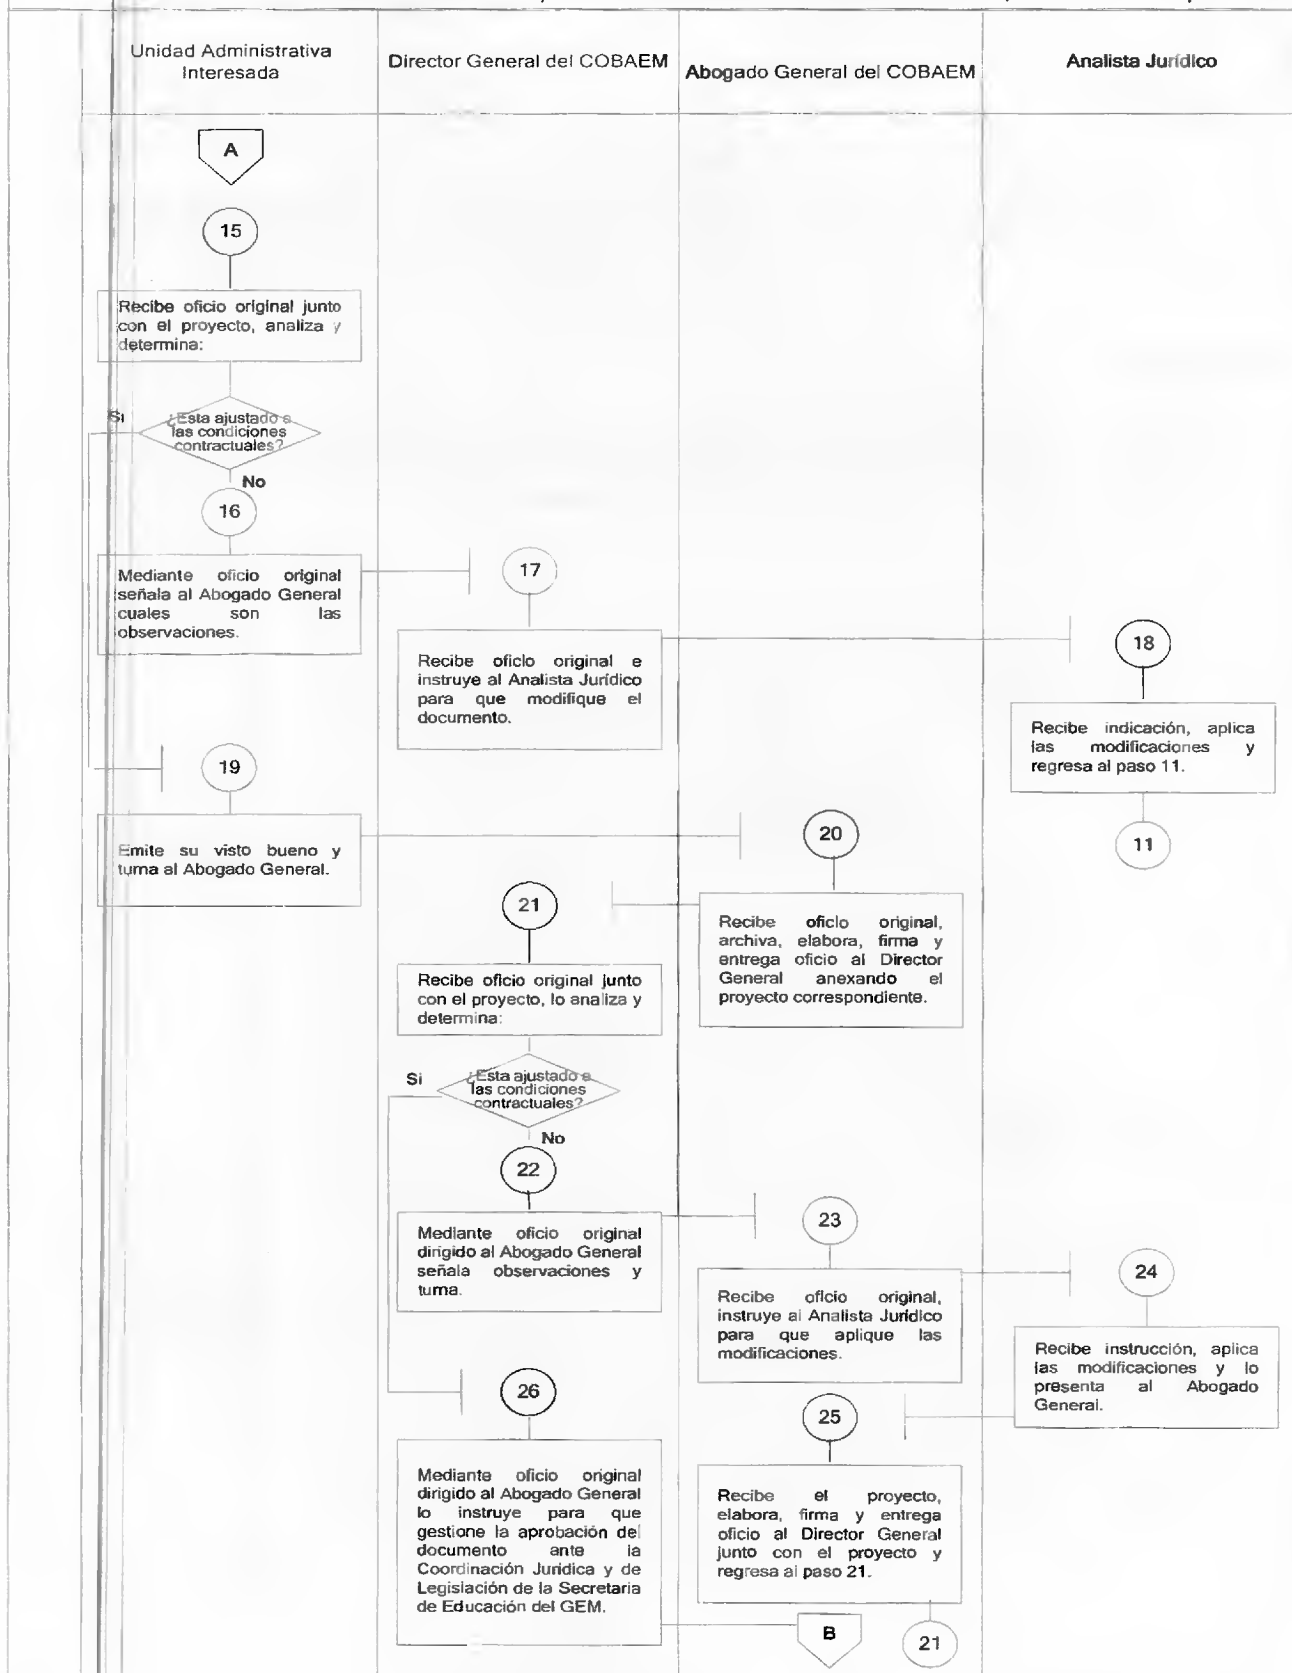 Unidad Administrativa
Interesada
Director General del COBAEM
Abogado General del COBAEM
Analista Jurídico
A
15
Recibe oficio original junto
con el proyecto, analiza y
determina:
Si
¿Esta ajustado a
las condiciones
contractuales?
No
16
Mediante oficio original
señala al Abogado General
cuales son las
observaciones.
17
Recibe oficio original e
instruye al Analista Jurídico
para que modifique el
documento.
18
Recibe indicación, aplica
las modificaciones y
regresa al paso 11.
11
19
Emite su visto bueno y
turna al Abogado General.
20
Recibe oficio original,
archiva, elabora, firma y
entrega oficio al Director
General anexando el
proyecto correspondiente.
21
Recibe oficio original junto
con el proyecto, lo analiza y
determina:
Si
¿Esta ajustado a
las condiciones
contractuales?
No
22
Mediante oficio original
dirigido al Abogado General
señala observaciones y
turna.
23
Recibe oficio original,
instruye al Analista Jurídico
para que aplique las
modificaciones.
24
Recibe instrucción, aplica
las modificaciones y lo
presenta al Abogado
General.
25
Recibe el proyecto,
elabora, firma y entrega
oficio al Director General
junto con el proyecto y
regresa al paso 21.
21
26
Mediante oficio original
dirigido al Abogado General
lo instruye para que
gestione la aprobación del
documento ante la
Coordinación Jurídica y de
Legislación de la Secretaria
de Educación del GEM.
B